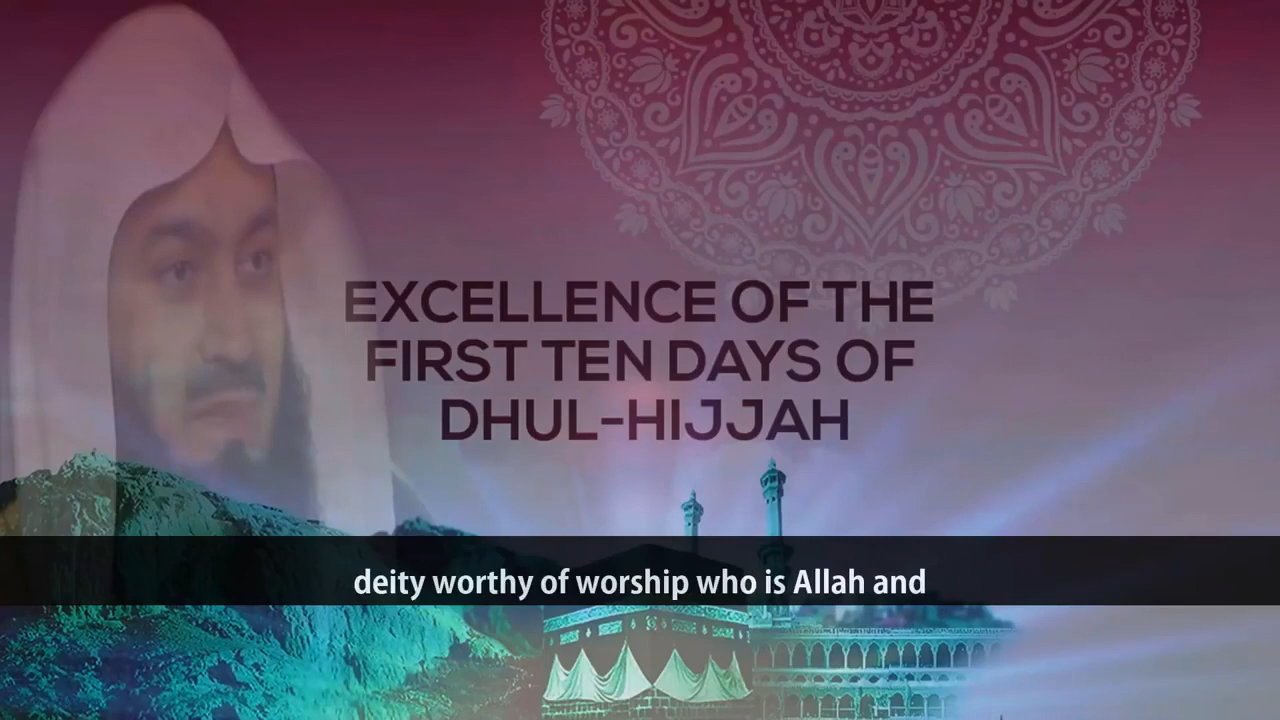 EXCELLENCE OF THE
FIRST TEN DAYS OF
DHUL-HIJJAH
deity worthy of worship who is Allah and